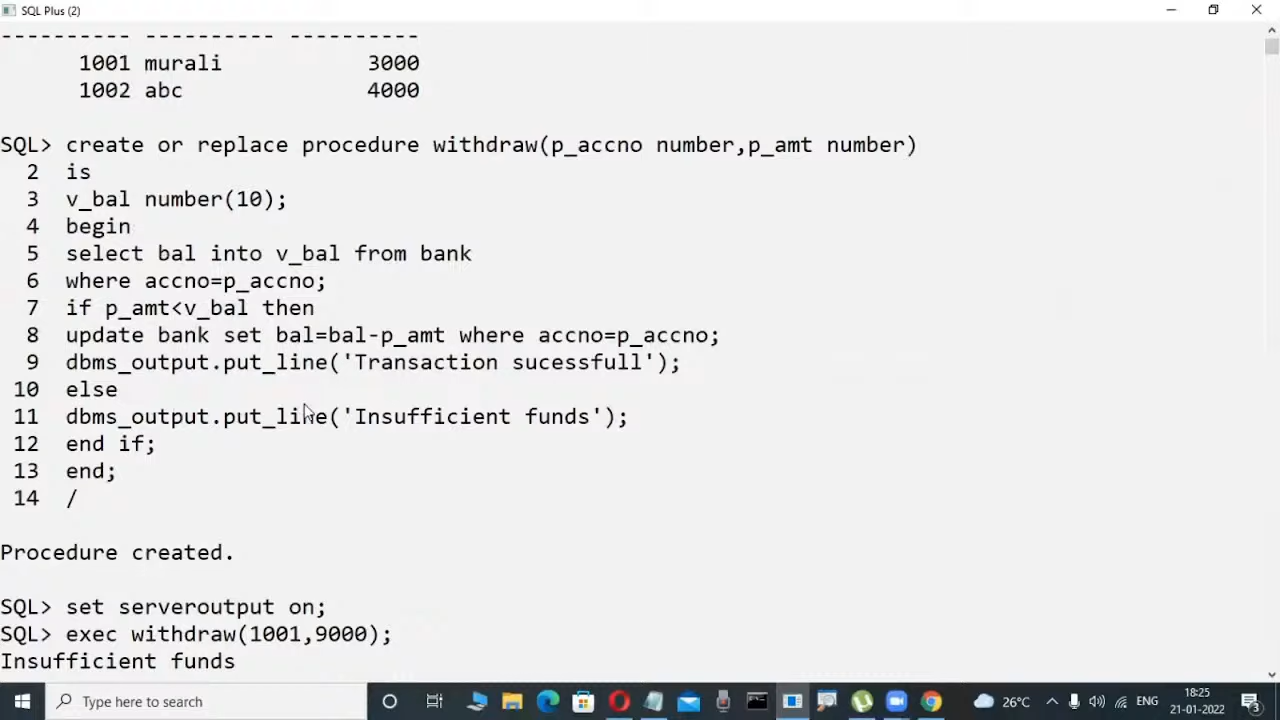 SQL Plus (2)
---------- ---------- ----------
1001 murali 3000
1002 abc 4000
SQL> create or replace procedure withdraw(p_accno number,p_amt number)
2 is
3 v_bal number(10);
4 begin
5 select bal into v_bal from bank
6 where accno=p_accno;
7 if p_amt<v_bal then
8 update bank set bal=bal-p_amt where accno=p_accno;
9 dbms_output.put_line('Transaction sucessfull');
10 else
11 dbms_output.put_line('Insufficient funds');
12 end if;
13 end;
14 /
Procedure created.
SQL> set serveroutput on;
SQL> exec withdraw(1001,9000);
Insufficient funds
Type here to search
26°C
ENG
18:25
21-01-2022
3